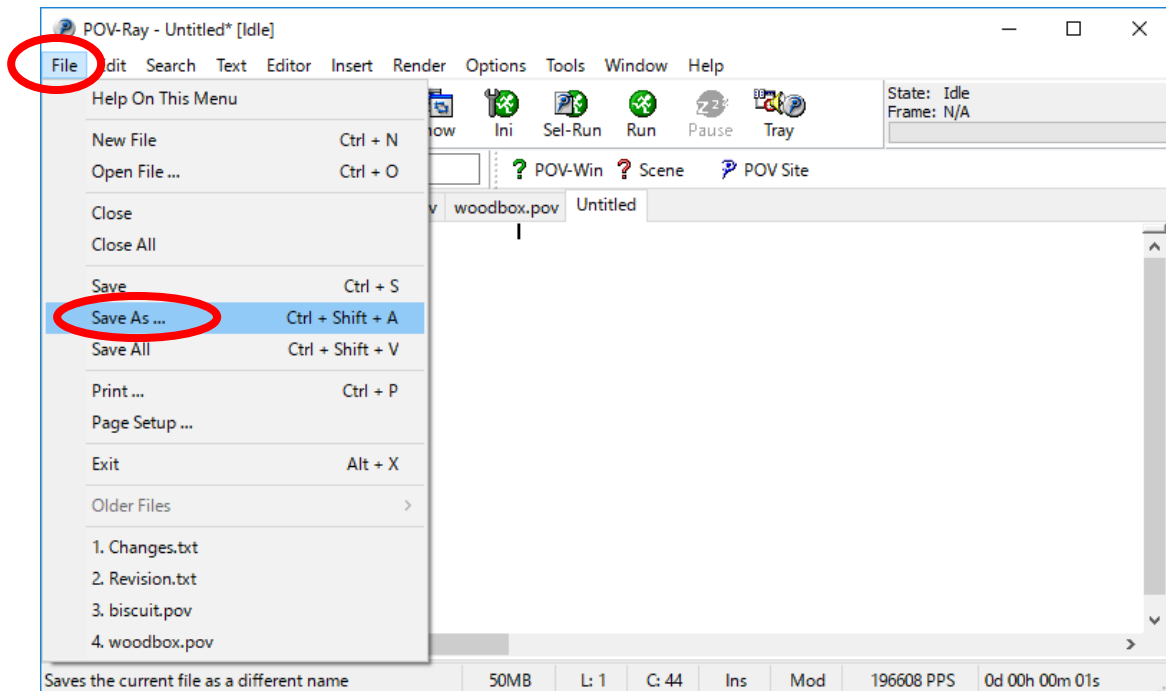 POV-Ray - Untitled* [Idle]
File Edit Search Text Editor Insert Render Options Tools Window Help
Help On This Menu
New File Ctrl + N
Open File ... Ctrl + O
Close
Close All
Save Ctrl + S
Save As ... Ctrl + Shift + A
Save All Ctrl + Shift + V
Print ... Ctrl + P
Page Setup ...
Exit Alt + X
Older Files
1. Changes.txt
2. Revision.txt
3. biscuit.pov
4. woodbox.pov
Ini Sel-Run Run Pause Tray
State: Idle
Frame: N/A
POV-Win Scene POV Site
woodbox.pov Untitled
Saves the current file as a different name 50MB L: 1 C: 44 Ins Mod 196608 PPS 0d 00h 00m 01s